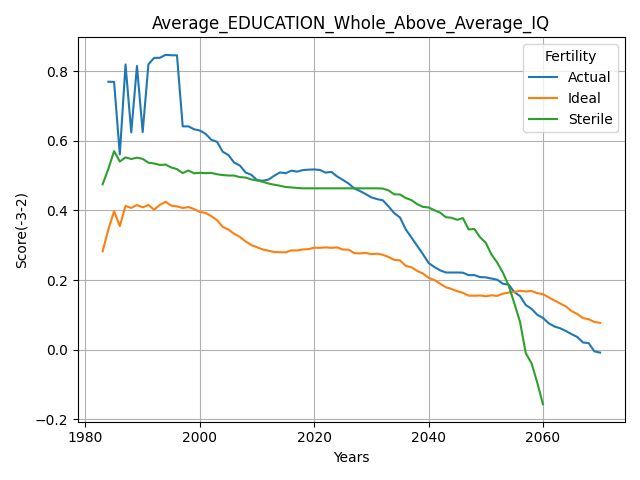 Average_EDUCATION_Whole_Above_Average_IQ
Fertility
Actual
Ideal
Sterile
Score(-3-2)
0.8
0.6
0.4
0.2
0.0
−0.2
1980
2000
2020
2040
2060
Years